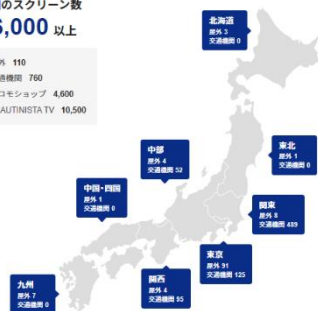 のスクリーン数
,000 以上
外 110
通機関 760
コモショップ 4,600
AUTINISTA TV 10,500
北海道
屋外 3
交通機関 0
東北
屋外 1
交通機関 0
中部
屋外 4
交通機関 52
中国・四国
屋外 1
交通機関 0
関東
屋外 8
交通機関 489
東京
屋外 91
交通機関 125
関西
屋外 4
交通機関 95
九州
屋外 7
交通機関 0